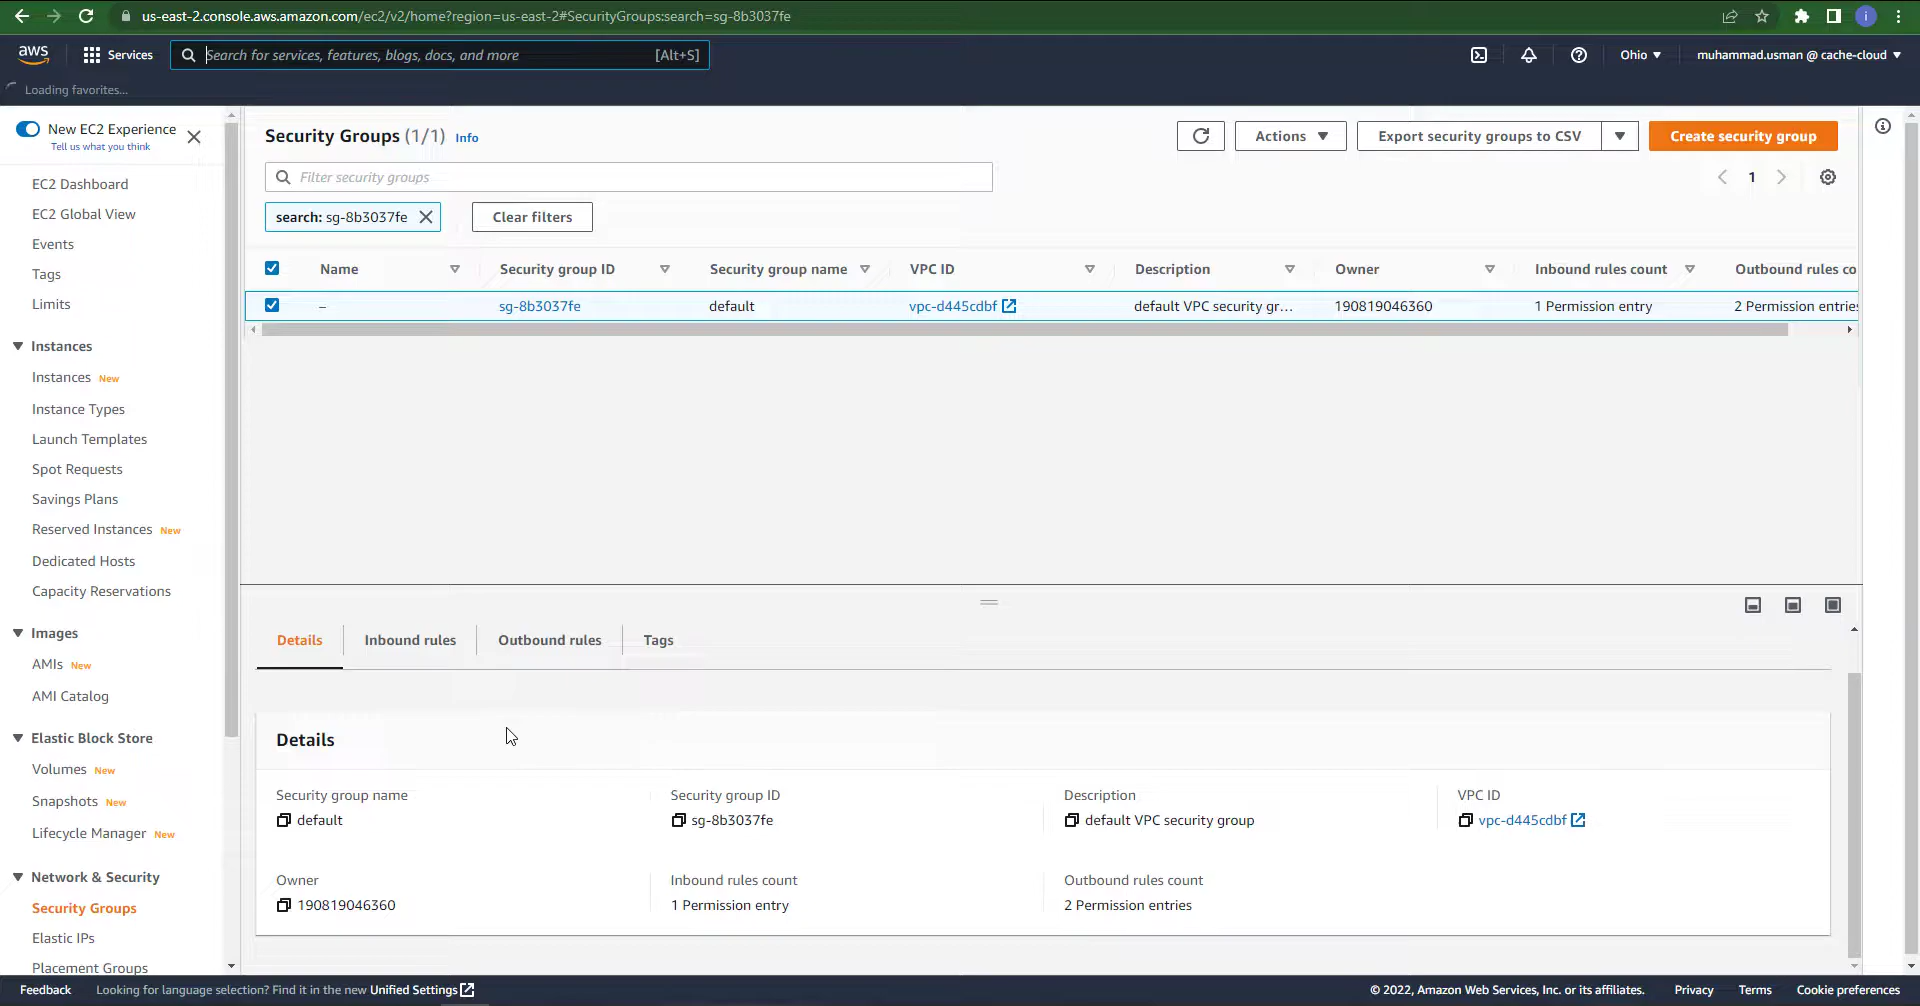 us-east-2.console.aws.amazon.com/ec2/v2/home?region=us-east-2#SecurityGroups:search=sg-8b3037fe
i
aws
Services
Search for services, features, blogs, docs, and more
[Alt+S]
Ohio
muhammad.usman @ cache-cloud
Loading favorites...
New EC2 Experience
Tell us what you think
EC2 Dashboard
EC2 Global View
Events
Tags
Limits
Instances
Instances New
Instance Types
Launch Templates
Spot Requests
Savings Plans
Reserved Instances New
Dedicated Hosts
Capacity Reservations
Images
AMIs New
AMI Catalog
Elastic Block Store
Volumes New
Snapshots New
Lifecycle Manager New
Network & Security
Security Groups
Elastic IPs
Placement Groups
Security Groups (1/1) Info
Actions
Export security groups to CSV
Create security group
Filter security groups
1
search: sg-8b3037fe
Clear filters
Name Security group ID Security group name VPC ID Description Owner Inbound rules count Outbound rules co
– sg-8b3037fe default vpc-d445cdbf default VPC security gr... 190819046360 1 Permission entry 2 Permission entries
Details Inbound rules Outbound rules Tags
Details
Security group name Security group ID Description VPC ID
default sg-8b3037fe default VPC security group vpc-d445cdbf
Owner Inbound rules count Outbound rules count
190819046360 1 Permission entry 2 Permission entries
Feedback Looking for language selection? Find it in the new Unified Settings
© 2022, Amazon Web Services, Inc. or its affiliates. Privacy Terms Cookie preferences